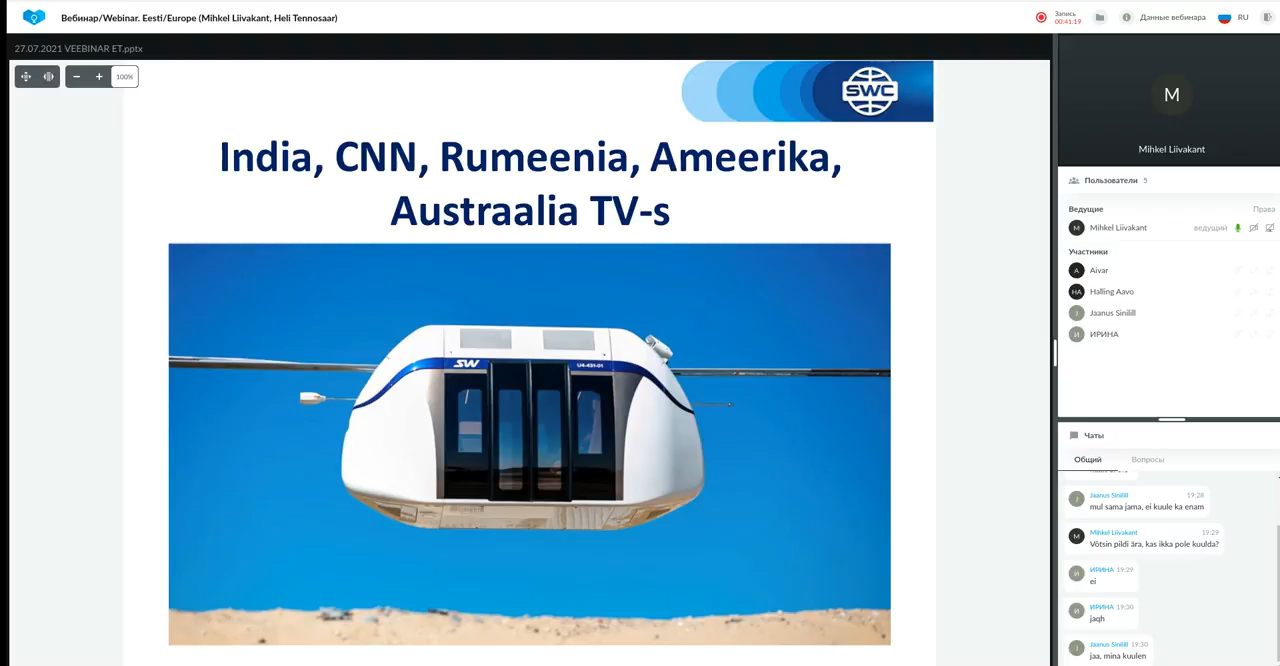 Вебинар/Webinar. Eesti/Europe (Mihkel Liivakant, Heli Tennosaar)
Запись
00:41:19
Данные вебинара
RU
27.07.2021 VEEBINAR ET.pptx
100%
SWC
India, CNN, Rumeenia, Ameerika,
Austraalia TV-s
SW
U4-431-01
M
Mihkel Liivakant
Пользователи 5
Ведущие Права
M Mihkel Liivakant ведущий
Участники
A Aivar
HA Halling Aavo
J Jaanus Sinilill
И ИРИНА
Чаты
Общий Вопросы
J Jaanus Sinilill 19:28
mul sama jama, ei kuule ka enam
M Mihkel Liivakant 19:29
Võtsin pildi ära, kas ikka pole kuulda?
И ИРИНА 19:29
ei
И ИРИНА 19:30
jaqh
J Jaanus Sinilill 19:30
jaa, mina kuulen